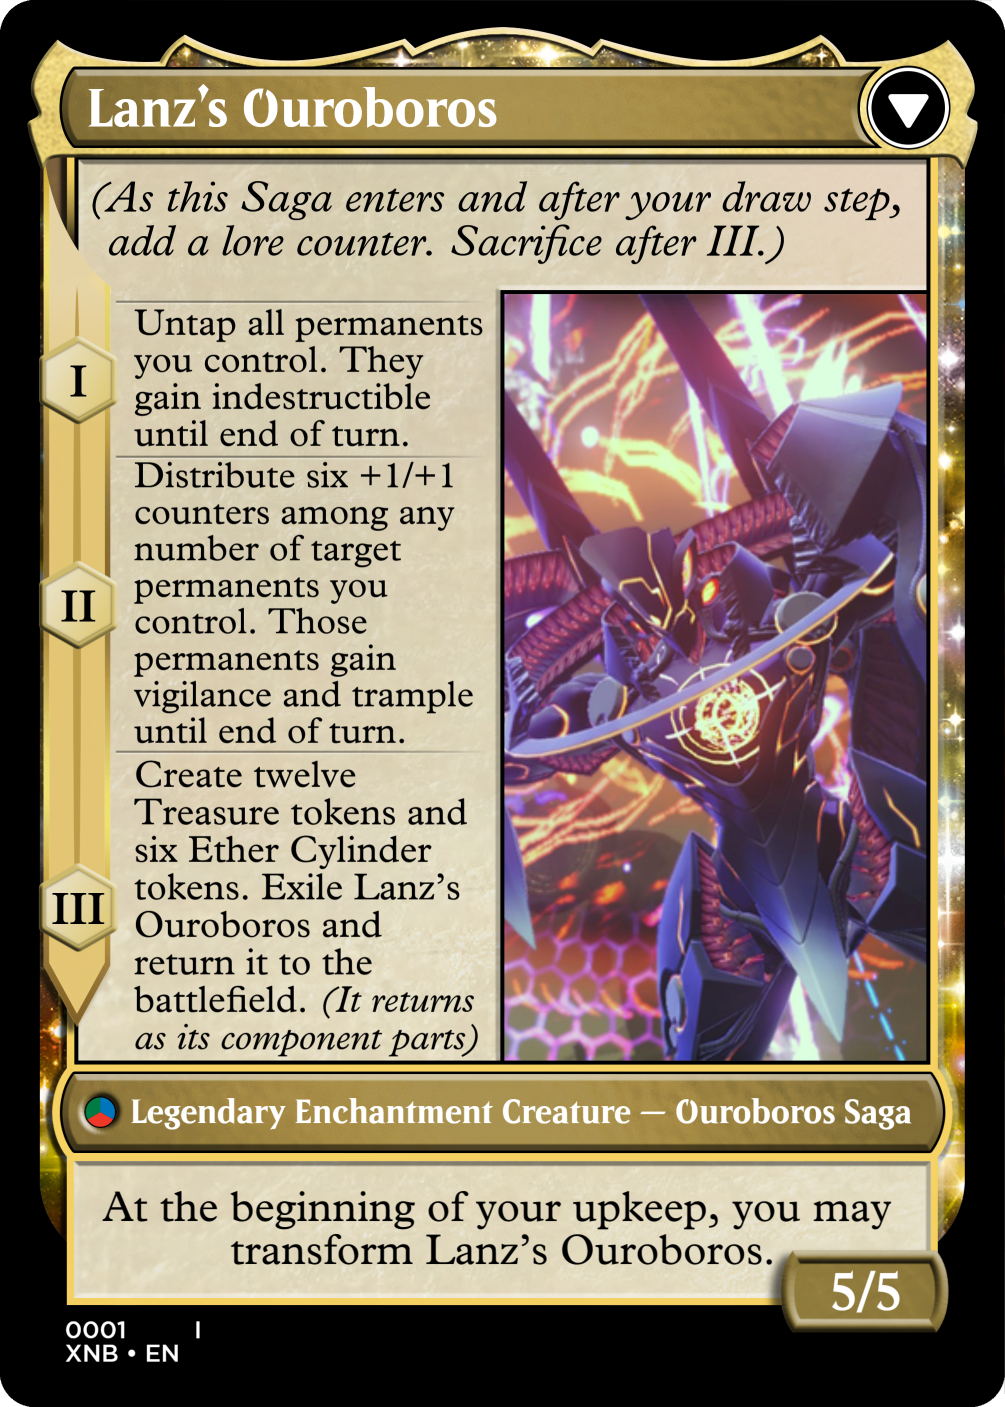 Lanz's Ouroboros
(As this Saga enters and after your draw step,
add a lore counter. Sacrifice after III.)
I
Untap all permanents
you control. They
gain indestructible
until end of turn.
II
Distribute six +1/+1
counters among any
number of target
permanents you
control. Those
permanents gain
vigilance and trample
until end of turn.
III
Create twelve
Treasure tokens and
six Ether Cylinder
tokens. Exile Lanz's
Ouroboros and
return it to the
battlefield. (It returns
as its component parts)
Legendary Enchantment Creature — Ouroboros Saga
At the beginning of your upkeep, you may
transform Lanz's Ouroboros.
5/5
0001 I
XNB • EN